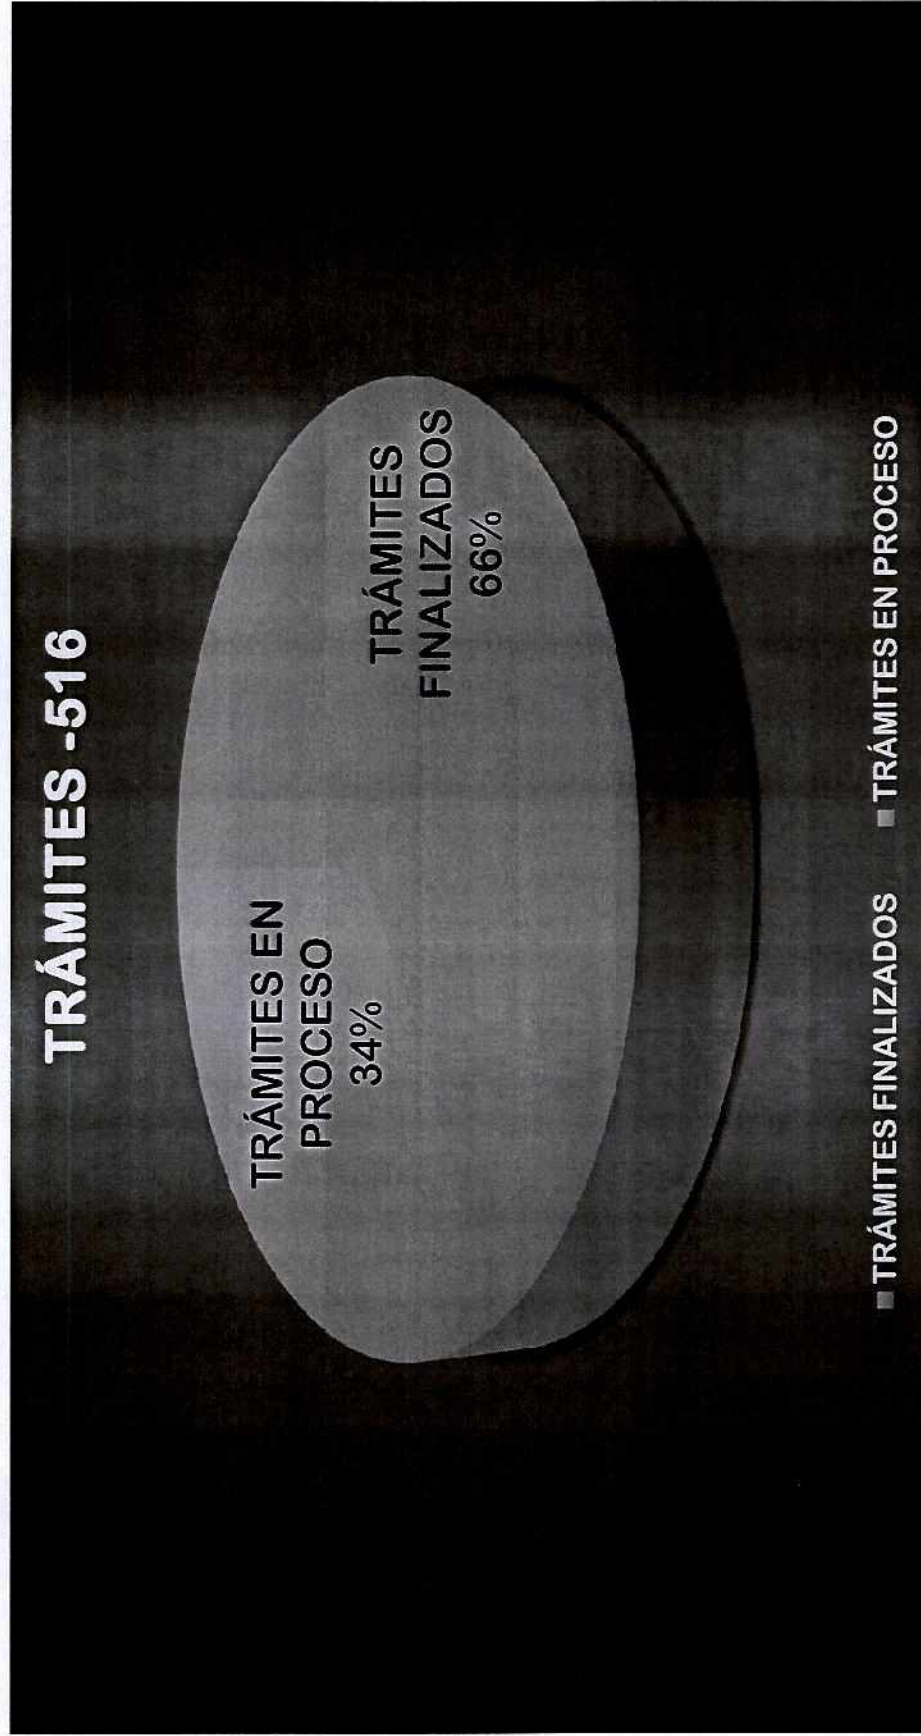 TRÁMITES -516
TRÁMITES EN
PROCESO
34%
TRÁMITES
FINALIZADOS
66%
TRÁMITES FINALIZADOS
TRÁMITES EN PROCESO